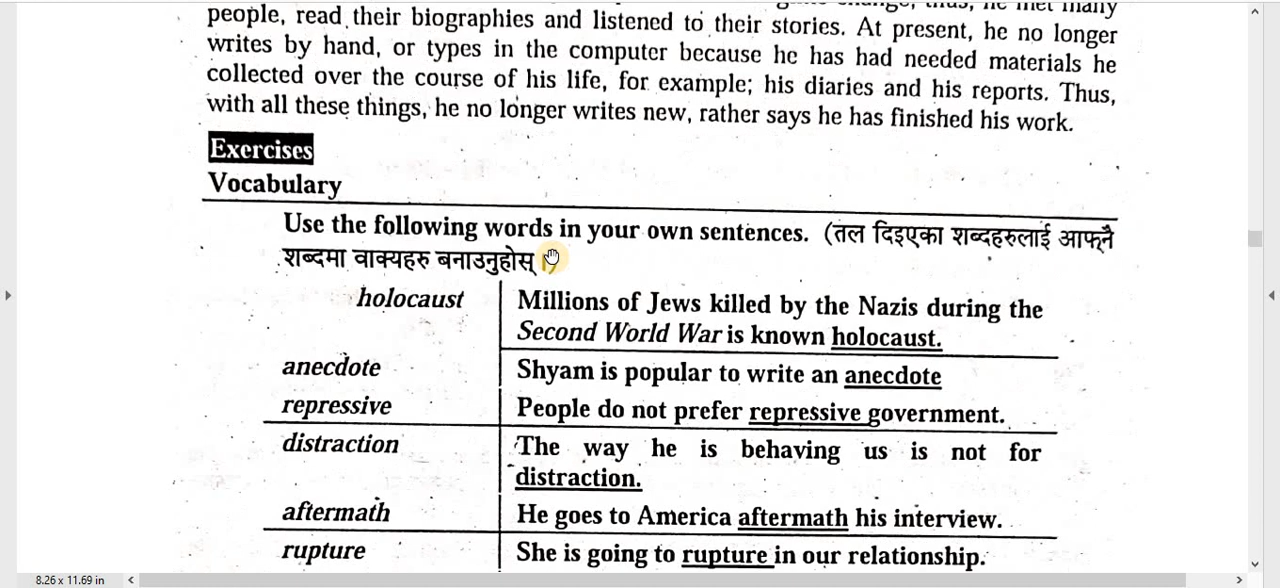 people, read their biographies and listened to their stories. At present, he no longer
writes by hand, or types in the computer because he has had needed materials he
collected over the course of his life, for example; his diaries and his reports. Thus,
with all these things, he no longer writes new, rather says he has finished his work.
Exercises
Vocabulary
Use the following words in your own sentences. (तल दिइएका शब्दहरुलाई आफ्नै
शब्दमा वाक्यहरु बनाउनुहोस्
holocaust
Millions of Jews killed by the Nazis during the
Second World War is known holocaust.
anecdote
Shyam is popular to write an anecdote
repressive
People do not prefer repressive government.
distraction
The way he is behaving us is not for
distraction.
aftermath
He goes to America aftermath his interview.
rupture
She is going to rupture in our relationship.
8.26 x 11.69 in